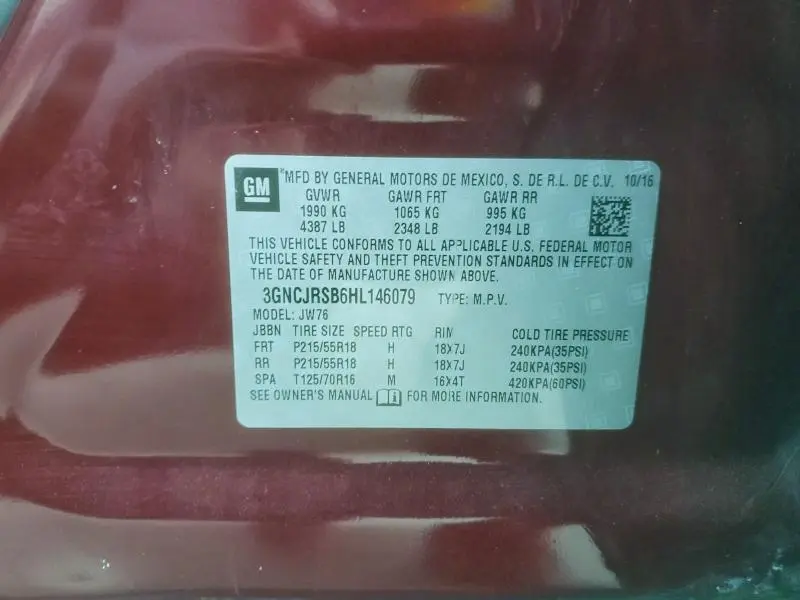 GM *MFD BY GENERAL MOTORS DE MEXICO, S. DE R.L. DE C.V. 10/16
GVWR GAWR FRT GAWR RR
1990 KG 1065 KG 995 KG
4387 LB 2348 LB 2194 LB
THIS VEHICLE CONFORMS TO ALL APPLICABLE U.S. FEDERAL MOTOR
VEHICLE SAFETY AND THEFT PREVENTION STANDARDS IN EFFECT ON
THE DATE OF MANUFACTURE SHOWN ABOVE.
3GNCJRSB6HL146079 TYPE: M.P.V.
MODEL: JW76
JBBN TIRE SIZE SPEED RTG RIM COLD TIRE PRESSURE
FRT P215/55R18 H 18X7J 240KPA(35PSI)
RR P215/55R18 H 18X7J 240KPA(35PSI)
SPA T125/70R16 M 16X4T 420KPA(60PSI)
SEE OWNER'S MANUAL i FOR MORE INFORMATION.